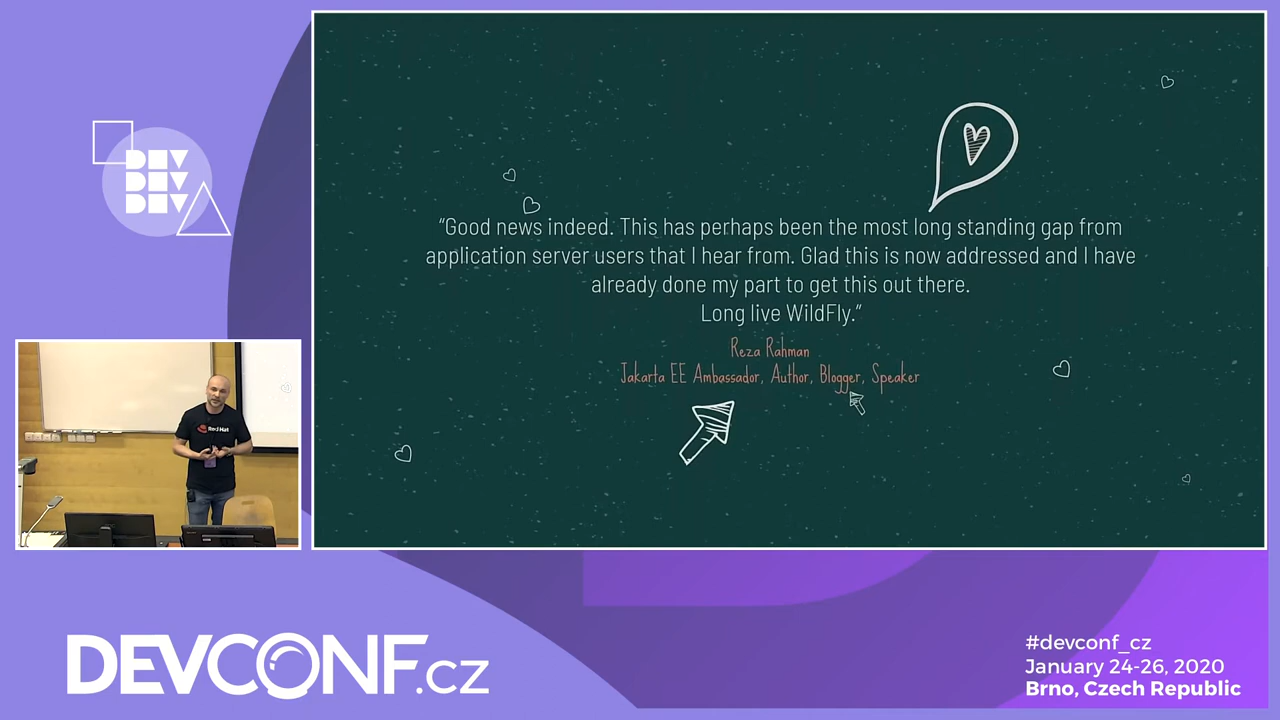 DEV
DEV
DEV
“Good news indeed. This has perhaps been the most long standing gap from
application server users that I hear from. Glad this is now addressed and I have
already done my part to get this out there.
Long live WildFly.”
Reza Rahman
Jakarta EE Ambassador, Author, Blogger, Speaker
Red Hat
DEVCONF.cz
#devconf_cz
January 24-26, 2020
Brno, Czech Republic